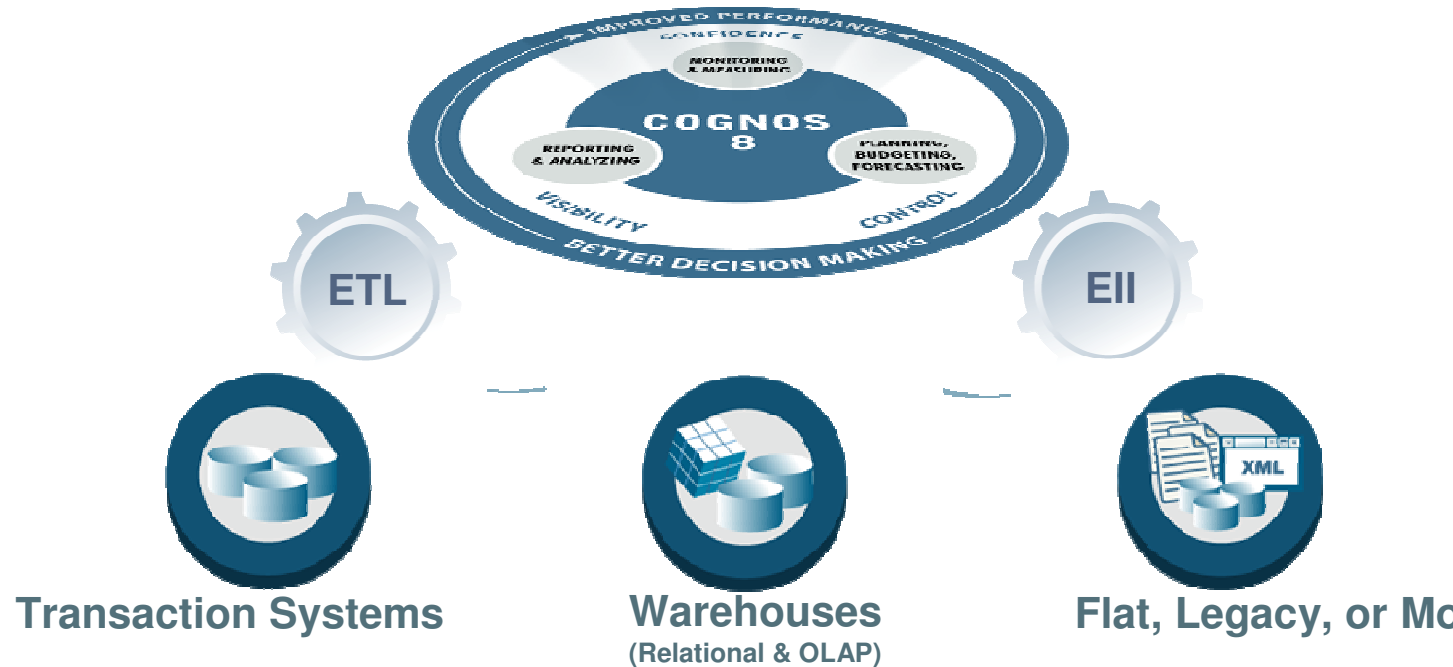 IMPROVED PERFORMANCE
CONFIDENCE
MONITORING
& MEASURING
COGNOS
8
REPORTING
& ANALYZING
PLANNING,
BUDGETING,
FORECASTING
VISIBILITY
CONTROL
BETTER DECISION MAKING
ETL
EII
XML
Transaction Systems
Warehouses
(Relational & OLAP)
Flat, Legacy, or Mo